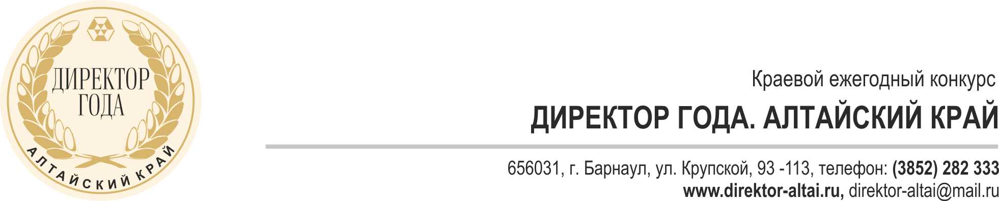 ДИРЕКТОР
ГОДА
АЛТАЙСКИЙ КРАЙ
Краевой ежегодный конкурс
ДИРЕКТОР ГОДА. АЛТАЙСКИЙ КРАЙ
656031, г. Барнаул, ул. Крупской, 93 -113, телефон: (3852) 282 333
www.direktor-altai.ru, direktor-altai@mail.ru